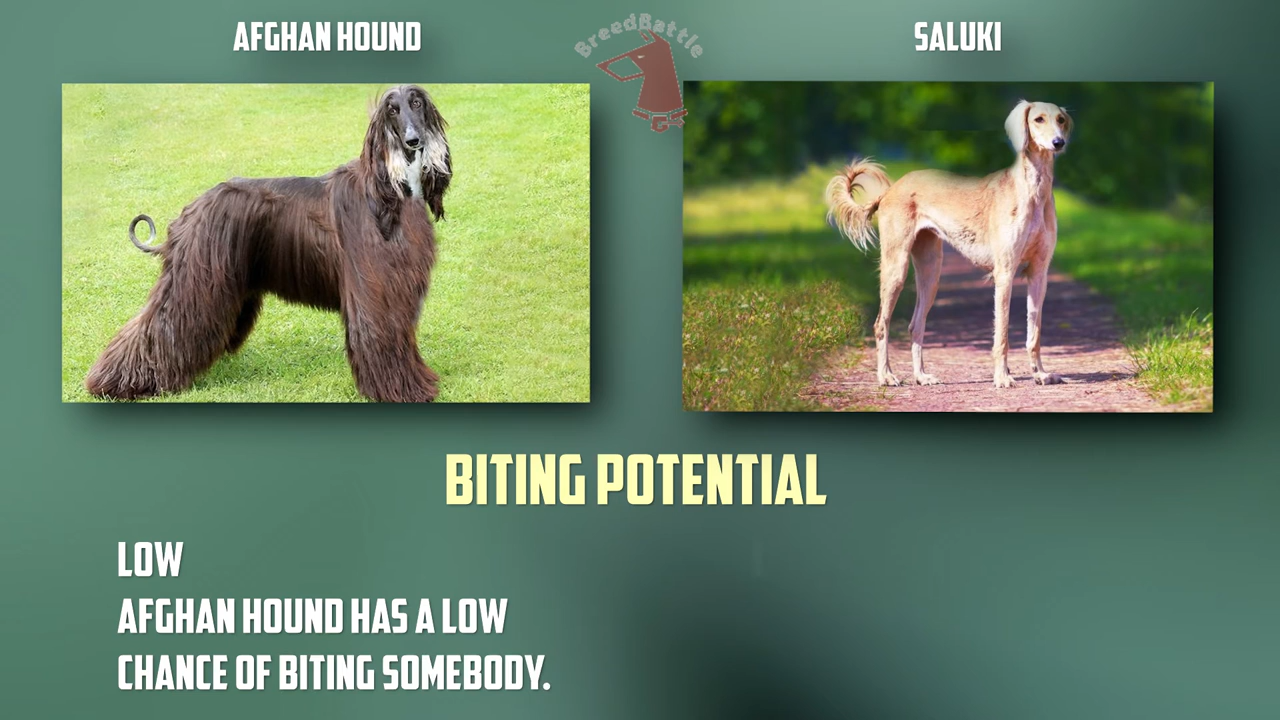 AFGHAN HOUND
BreedBattle
SALUKI
BITING POTENTIAL
LOW
AFGHAN HOUND HAS A LOW
CHANCE OF BITING SOMEBODY.